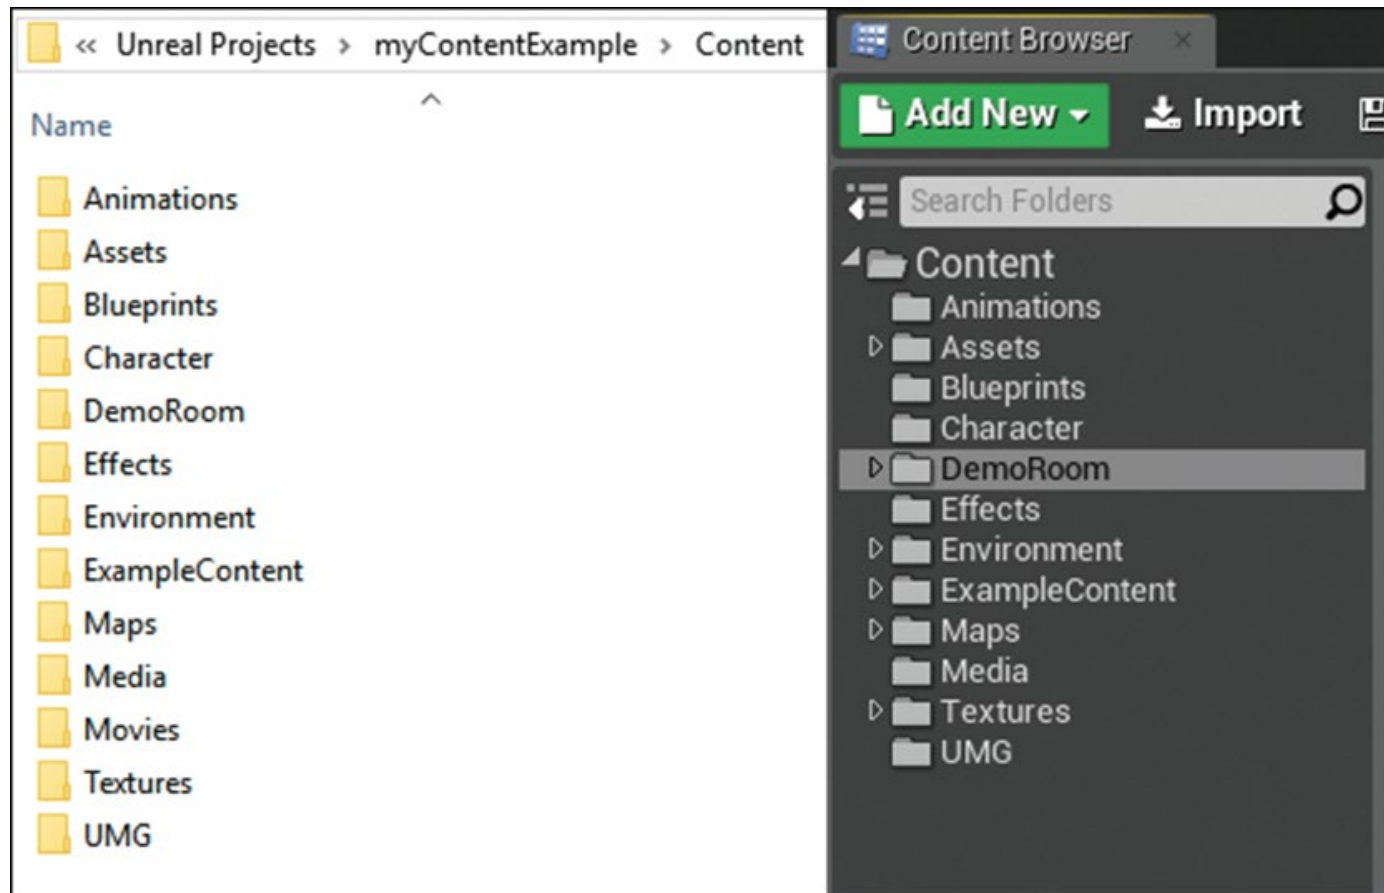 « Unreal Projects > myContentExample > Content
Name
Animations
Assets
Blueprints
Character
DemoRoom
Effects
Environment
ExampleContent
Maps
Media
Movies
Textures
UMG
Content Browser
Add New Import
Search Folders
Content
Animations
Assets
Blueprints
Character
DemoRoom
Effects
Environment
ExampleContent
Maps
Media
Textures
UMG